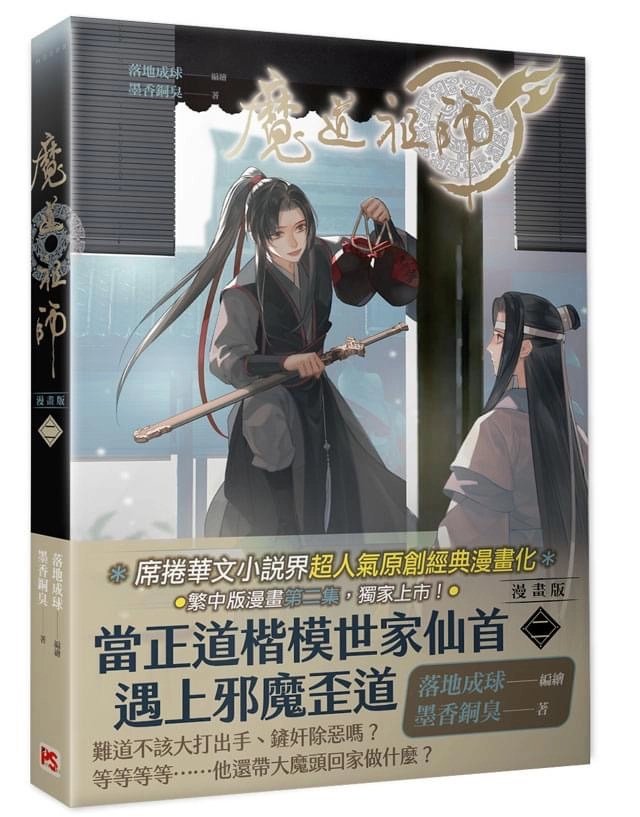 落地成球──編繪
墨香銅臭──著
魔道祖師
魔道祖師
漫畫版
二
落地成球 編繪
墨香銅臭 著
*席捲華文小說界超人氣原創經典漫畫化*
●繁中版漫畫第二集，獨家上市！●
漫畫版
二
當正道楷模世家仙首
遇上邪魔歪道
落地成球──編繪
墨香銅臭──著
難道不該大打出手、鏟奸除惡嗎？
等等等等……他還帶大魔頭回家做什麼？
PS